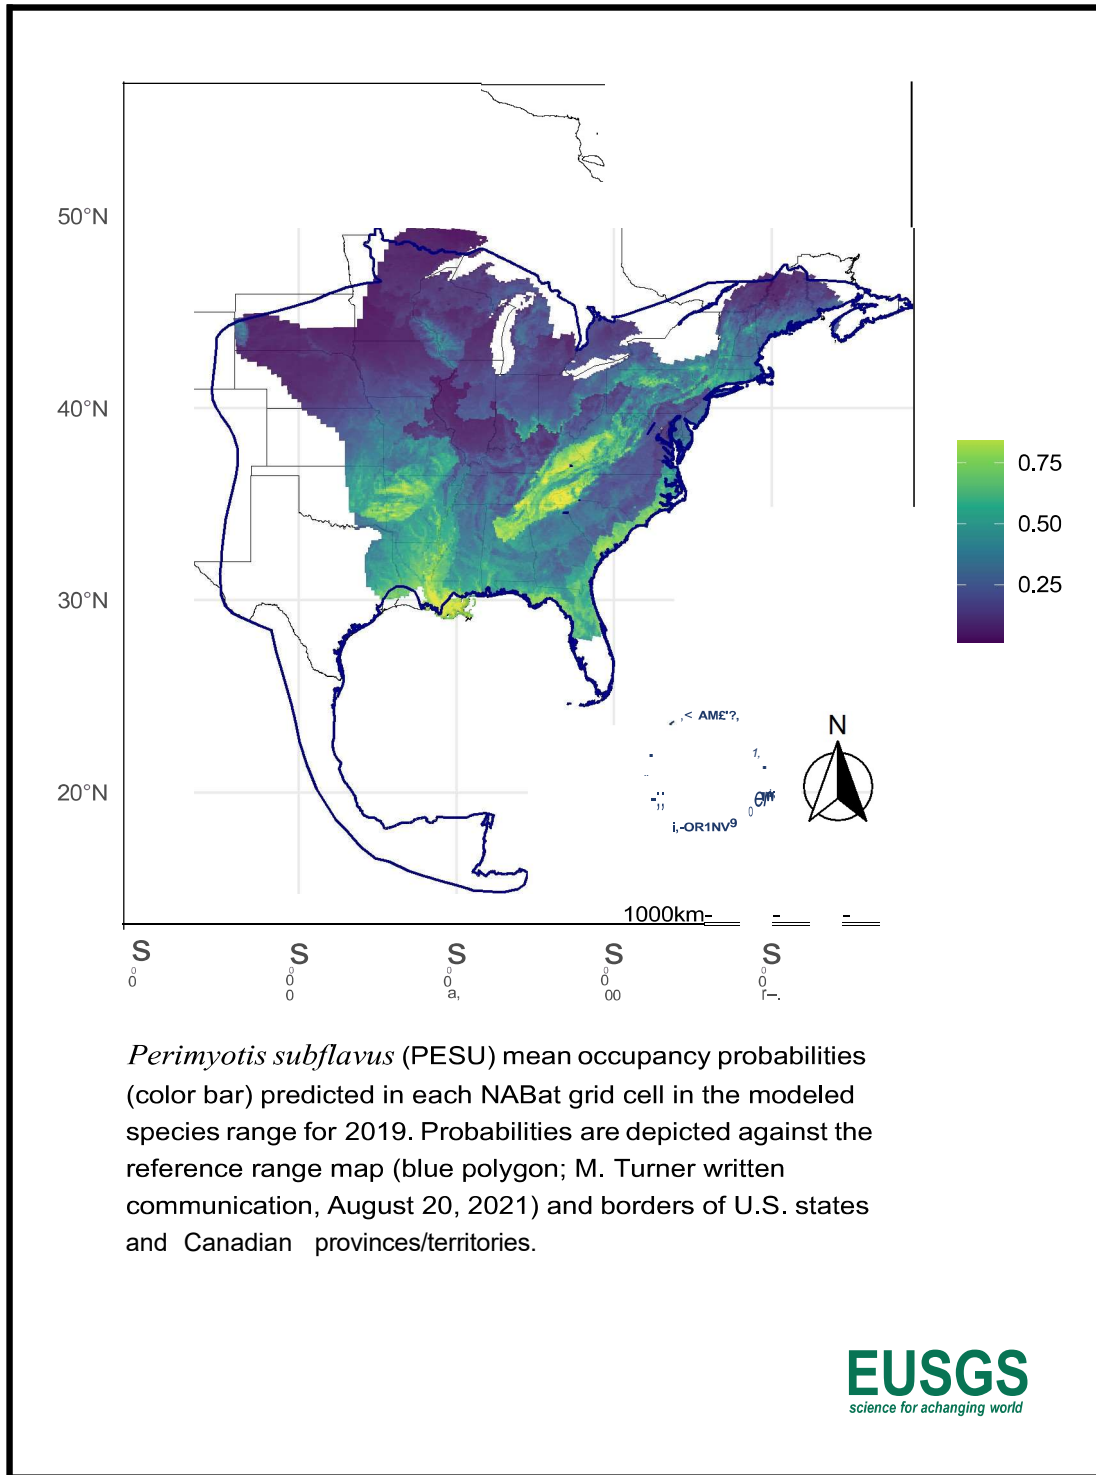 50°N
40°N
30°N
20°N
0.75
0.50
0.25
N
1000km
Perimyotis subflavus (PESU) mean occupancy probabilities
(color bar) predicted in each NABat grid cell in the modeled
species range for 2019. Probabilities are depicted against the
reference range map (blue polygon; M. Turner written
communication, August 20, 2021) and borders of U.S. states
and Canadian provinces/territories.
EUSGS
science for achanging world